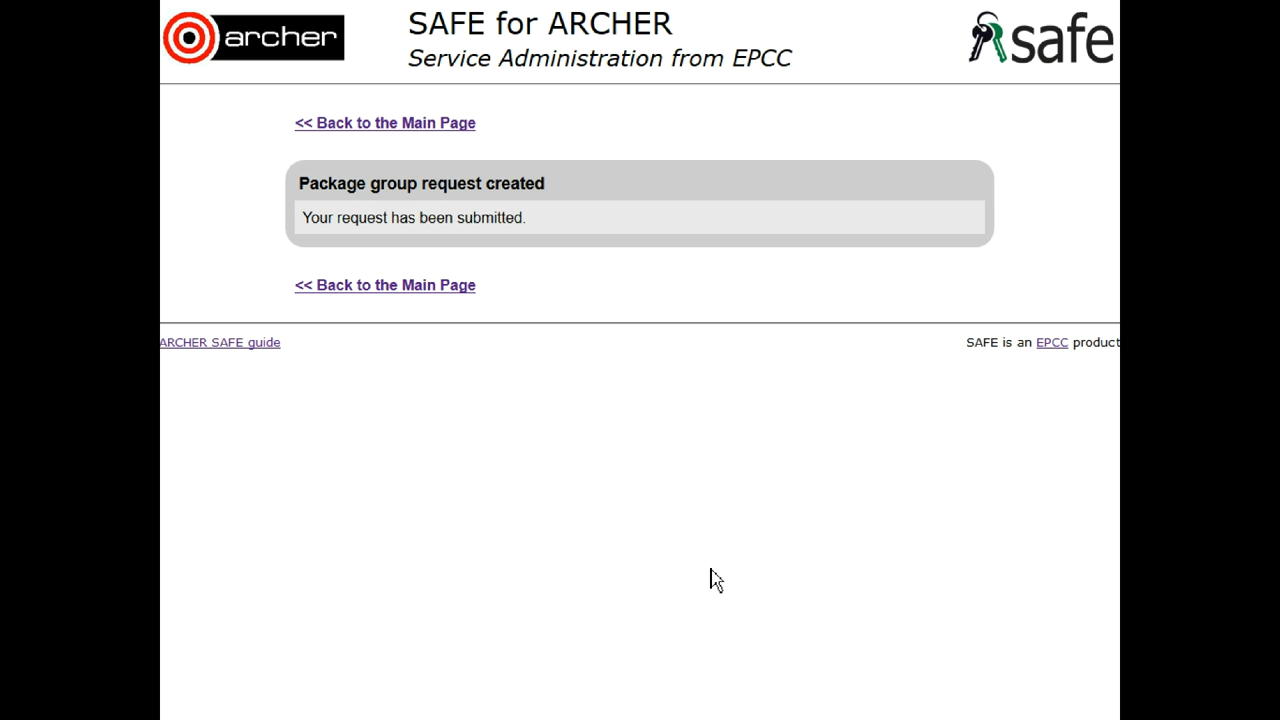 archer
SAFE for ARCHER
Service Administration from EPCC
safe
<< Back to the Main Page
Package group request created
Your request has been submitted.
<< Back to the Main Page
ARCHER SAFE guide
SAFE is an EPCC product